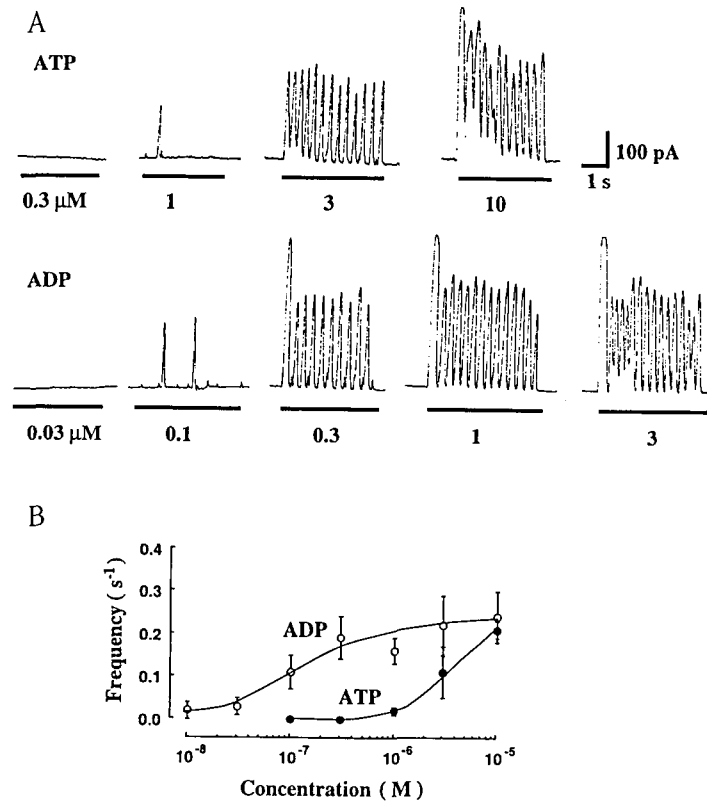 A
ATP
100 pA
1 s
0.3 μM 1 3 10
ADP
0.03 μM 0.1 0.3 1 3
B
Frequency ( s⁻¹ )
0.4
0.3
0.2
0.1
0.0
ADP
ATP
10⁻⁸ 10⁻⁷ 10⁻⁶ 10⁻⁵
Concentration ( M )